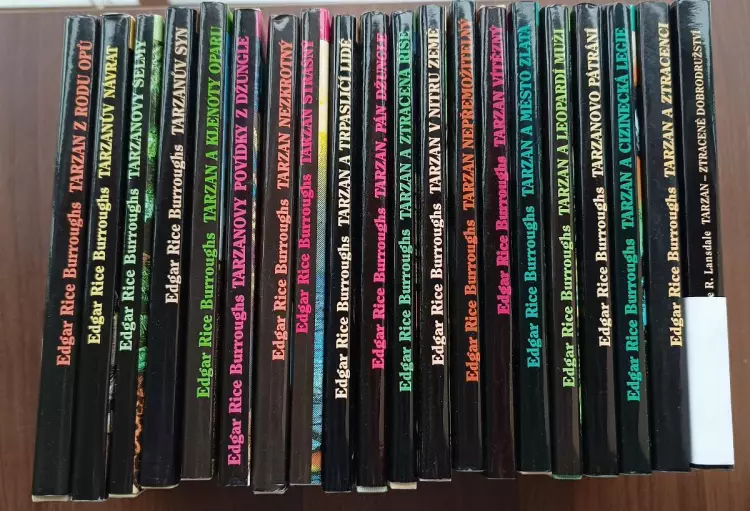 Edgar Rice Burroughs TARZAN Z RODU OPŮ
Edgar Rice Burroughs TARZANŮV NÁVRAT
Edgar Rice Burroughs TARZANOVY ŠELMY
Edgar Rice Burroughs TARZANŮV SYN
Edgar Rice Burroughs TARZAN A KLENOTY OPARU
Edgar Rice Burroughs TARZANOVY POVÍDKY Z DŽUNGLE
Edgar Rice Burroughs TARZAN NEZKROTNÝ
Edgar Rice Burroughs TARZAN STRAŠNÝ
Edgar Rice Burroughs TARZAN A TRPASLIČÍ LIDÉ
Edgar Rice Burroughs TARZAN, PÁN DŽUNGLE
Edgar Rice Burroughs TARZAN A ZTRACENÁ ŘÍŠE
Edgar Rice Burroughs TARZAN V NITRU ZEMĚ
Edgar Rice Burroughs TARZAN NEPŘEMOŽITELNÝ
Edgar Rice Burroughs TARZAN VÍTĚZNÝ
Edgar Rice Burroughs TARZAN A MĚSTO ZLATA
Edgar Rice Burroughs TARZAN A LEOPARDÍ MUŽI
Edgar Rice Burroughs TARZANOVO PÁTRÁNÍ
Edgar Rice Burroughs TARZAN A CIZINECKÁ LEGIE
Edgar Rice Burroughs TARZAN A ZTRACENCI
R. Lansdale TARZAN – ZTRACENÉ DOBRODRUŽSTVÍ